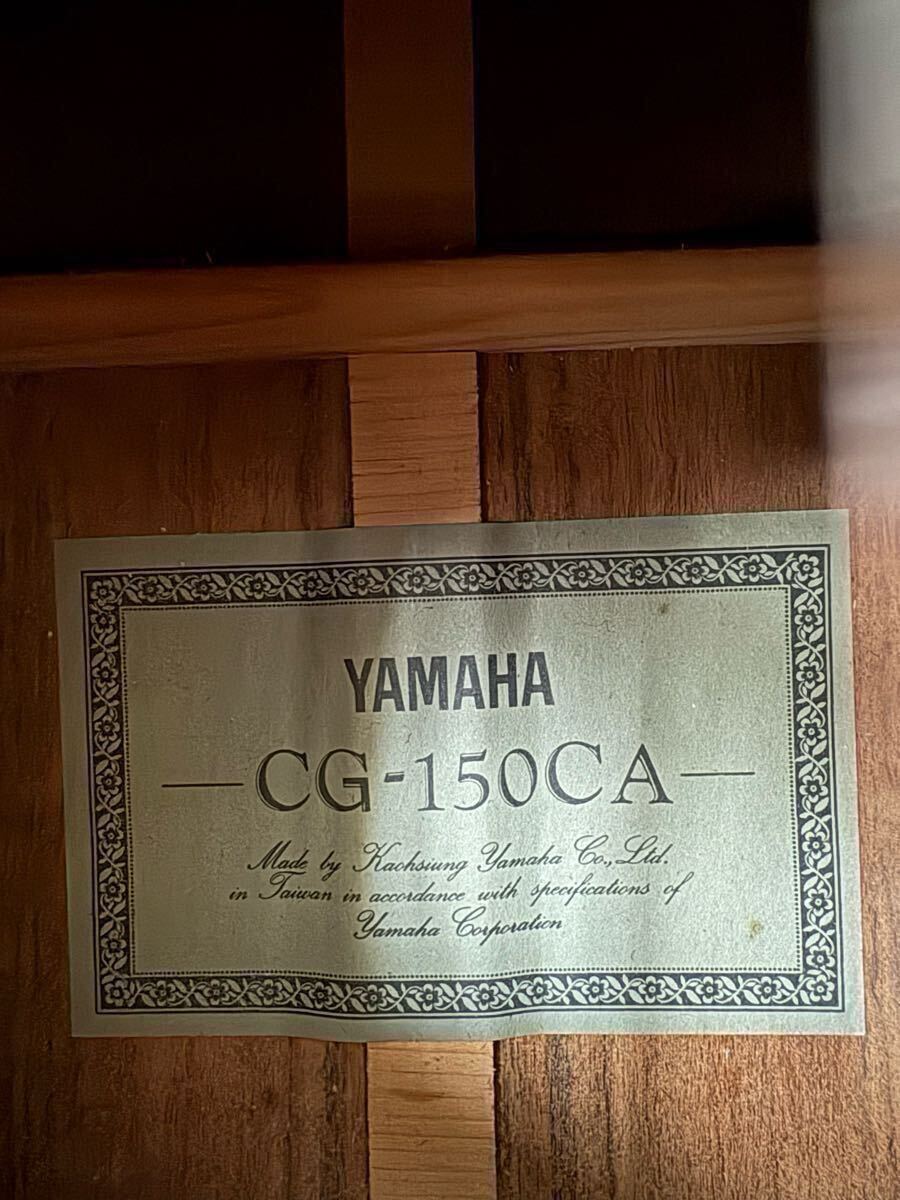 YAMAHA
CG-150CA
Made by Kaohsiung Yamaha Co., Ltd.
in Taiwan in accordance with specifications of
Yamaha Corporation